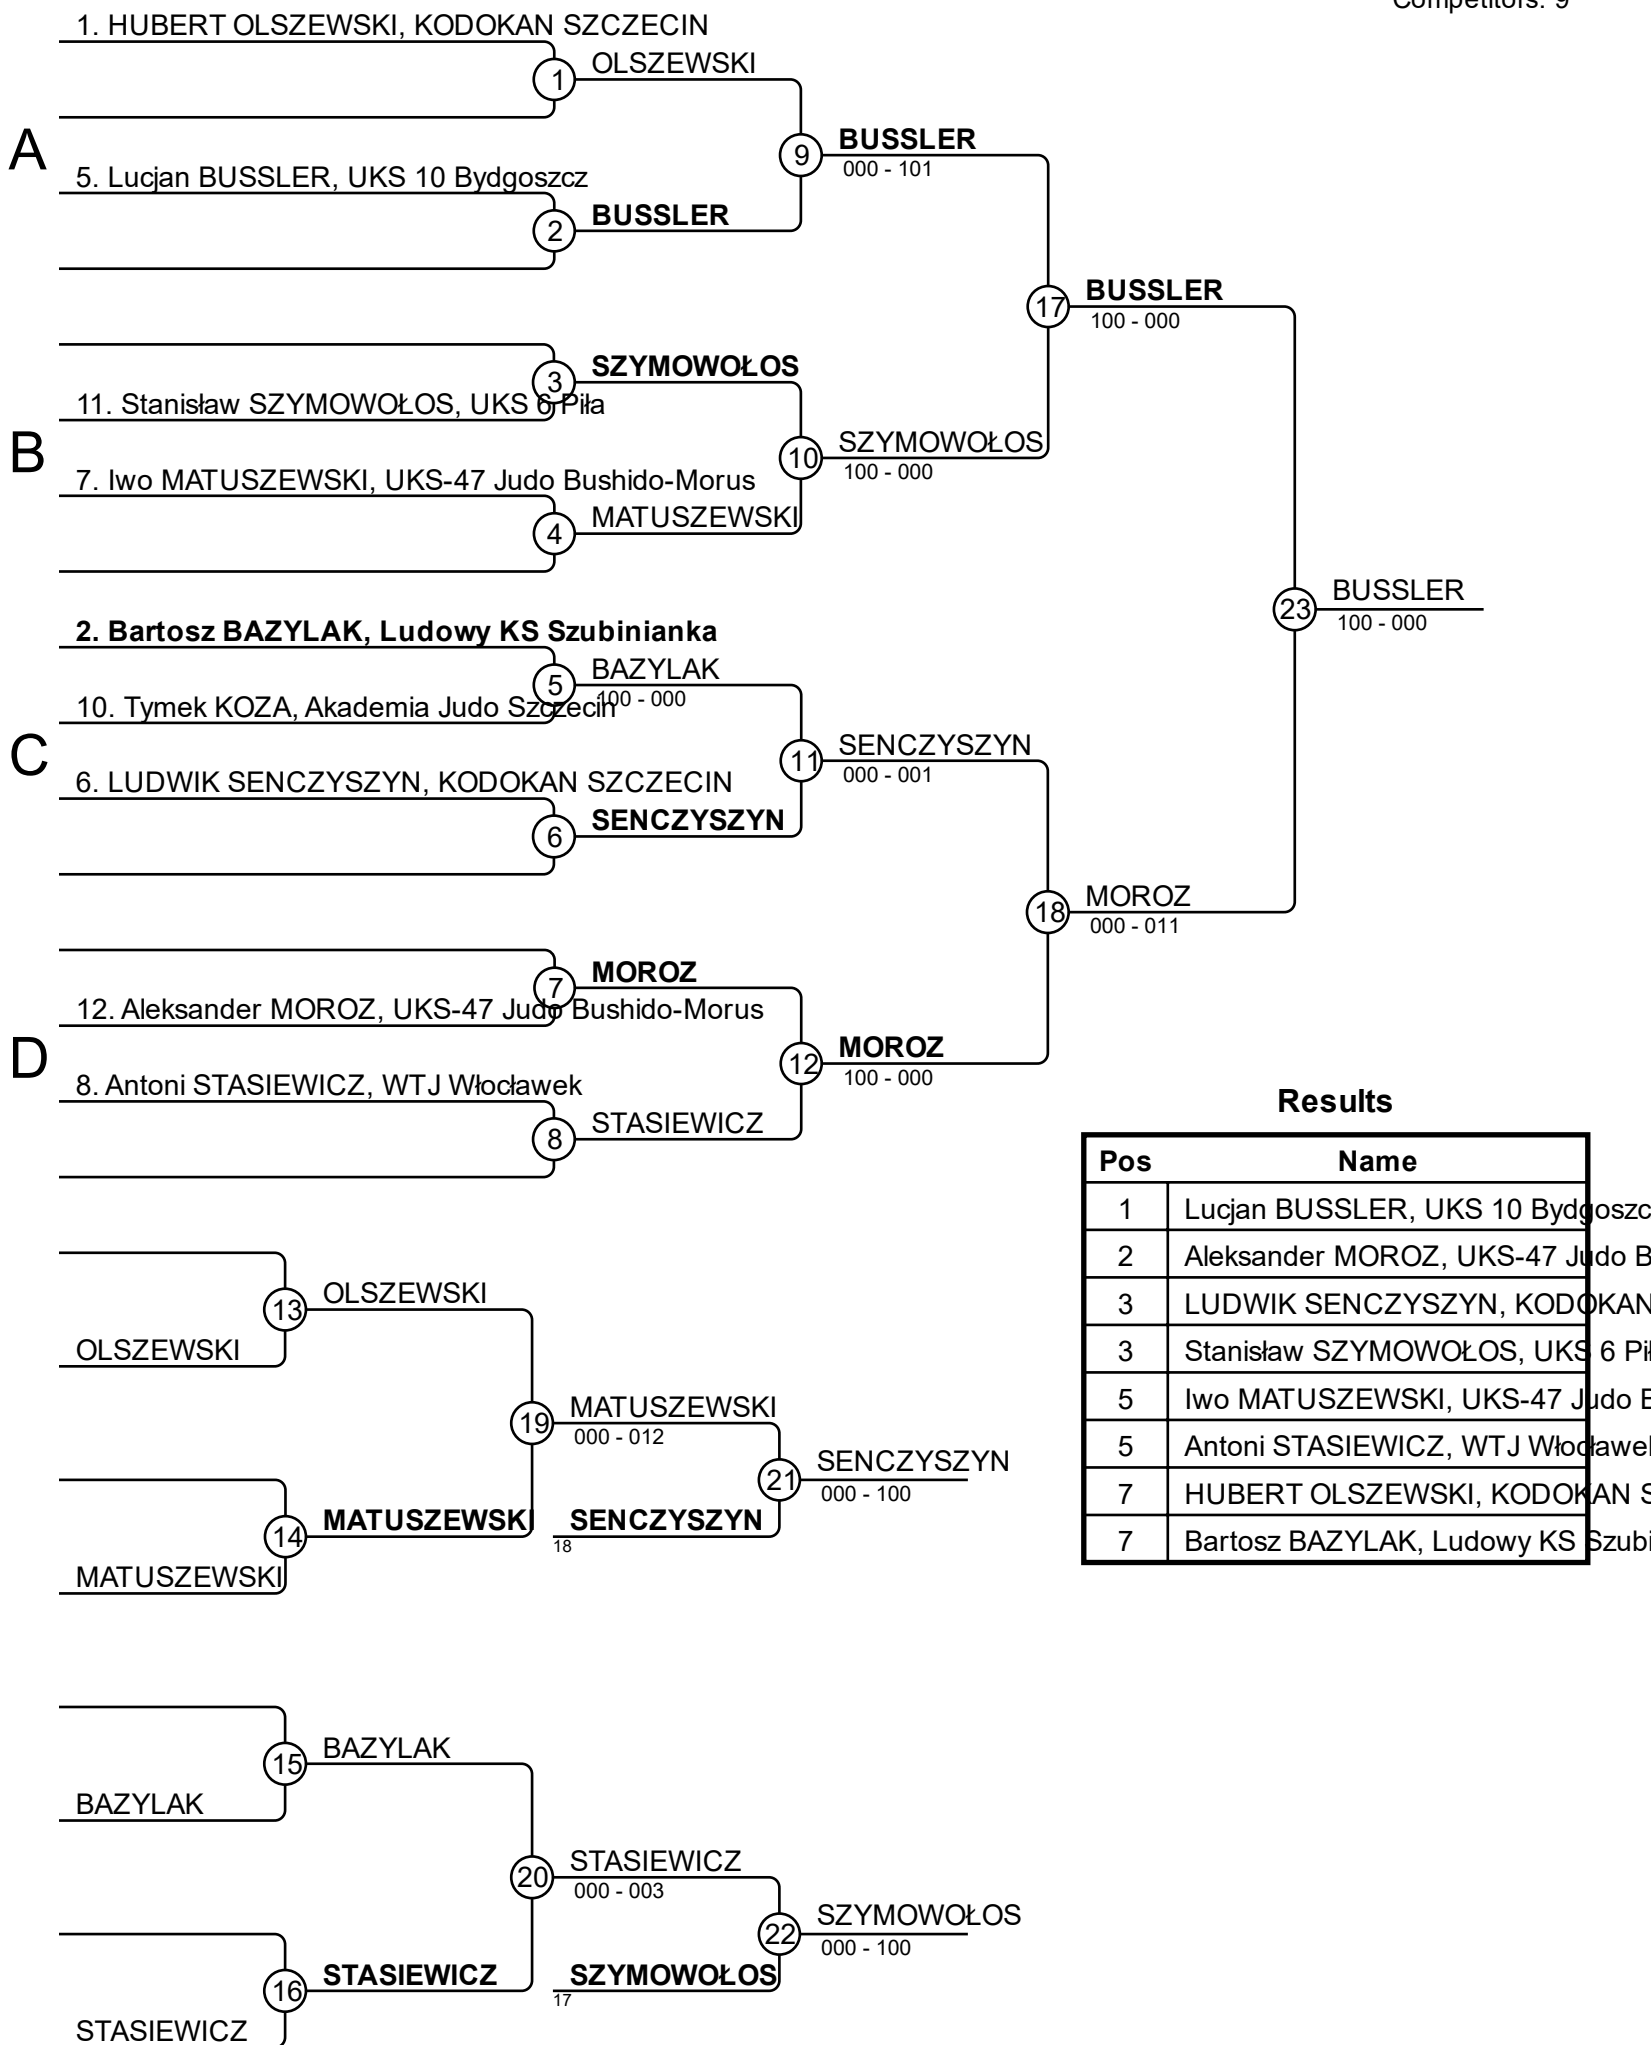 Competitors: 9
1. HUBERT OLSZEWSKI, KODOKAN SZCZECIN
1 OLSZEWSKI
A
9 BUSSLER
000 - 101
5. Lucjan BUSSLER, UKS 10 Bydgoszcz
2 BUSSLER
17 BUSSLER
100 - 000
3 SZYMOWOŁOS
11. Stanisław SZYMOWOŁOS, UKS 6 Piła
B
10 SZYMOWOŁOS
100 - 000
7. Iwo MATUSZEWSKI, UKS-47 Judo Bushido-Morus
4 MATUSZEWSKI
23 BUSSLER
100 - 000
2. Bartosz BAZYLAK, Ludowy KS Szubinianka
5 BAZYLAK
100 - 000
10. Tymek KOZA, Akademia Judo Szczecin
C
11 SENCZYSZYN
000 - 001
6. LUDWIK SENCZYSZYN, KODOKAN SZCZECIN
6 SENCZYSZYN
18 MOROZ
000 - 011
7 MOROZ
12. Aleksander MOROZ, UKS-47 Judo Bushido-Morus
D
12 MOROZ
100 - 000
8. Antoni STASIEWICZ, WTJ Włocławek
8 STASIEWICZ
Results
Pos Name
1 Lucjan BUSSLER, UKS 10 Bydgoszc
2 Aleksander MOROZ, UKS-47 Judo B
3 LUDWIK SENCZYSZYN, KODOKAN
3 Stanisław SZYMOWOŁOS, UKS 6 Pił
5 Iwo MATUSZEWSKI, UKS-47 Judo B
5 Antoni STASIEWICZ, WTJ Włocławek
7 HUBERT OLSZEWSKI, KODOKAN S
7 Bartosz BAZYLAK, Ludowy KS Szubi
13 OLSZEWSKI
OLSZEWSKI
19 MATUSZEWSKI
000 - 012
21 SENCZYSZYN
000 - 100
14 MATUSZEWSKI
SENCZYSZYN
18
MATUSZEWSKI
15 BAZYLAK
BAZYLAK
20 STASIEWICZ
000 - 003
22 SZYMOWOŁOS
000 - 100
16 STASIEWICZ
SZYMOWOŁOS
17
STASIEWICZ